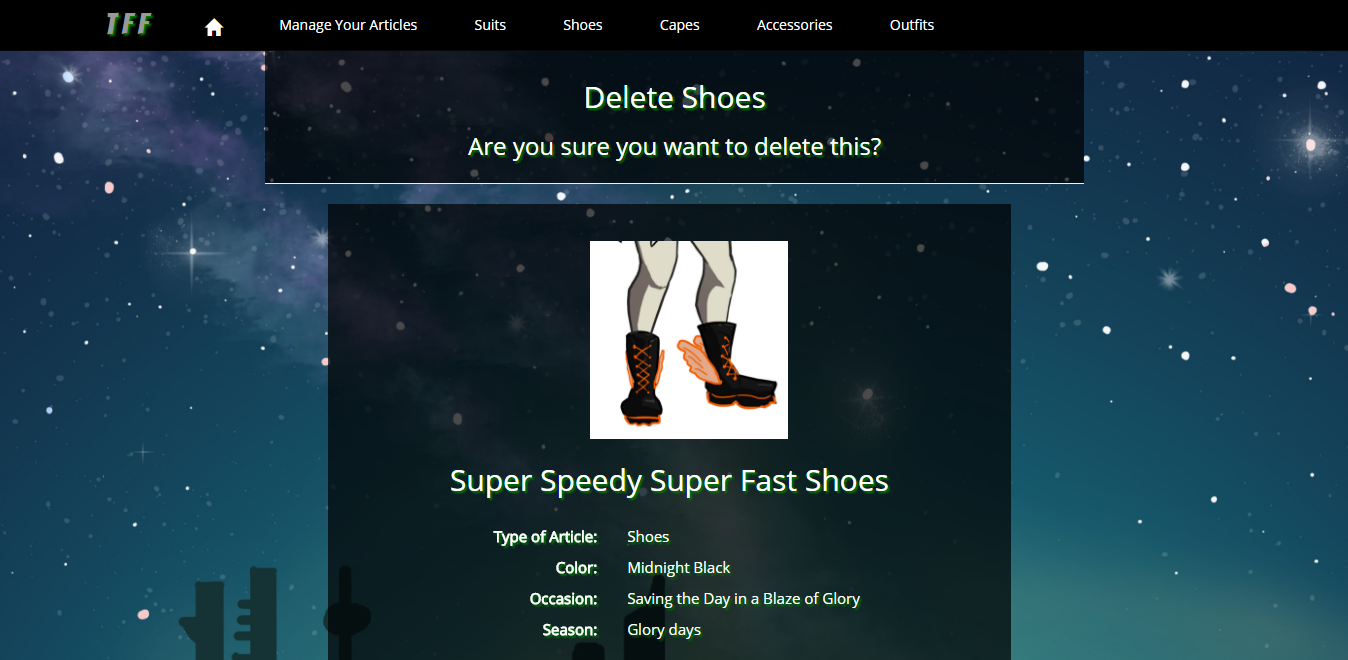 TFF Manage Your Articles Suits Shoes Capes Accessories Outfits
Delete Shoes
Are you sure you want to delete this?
Super Speedy Super Fast Shoes
Type of Article: Shoes
Color: Midnight Black
Occasion: Saving the Day in a Blaze of Glory
Season: Glory days